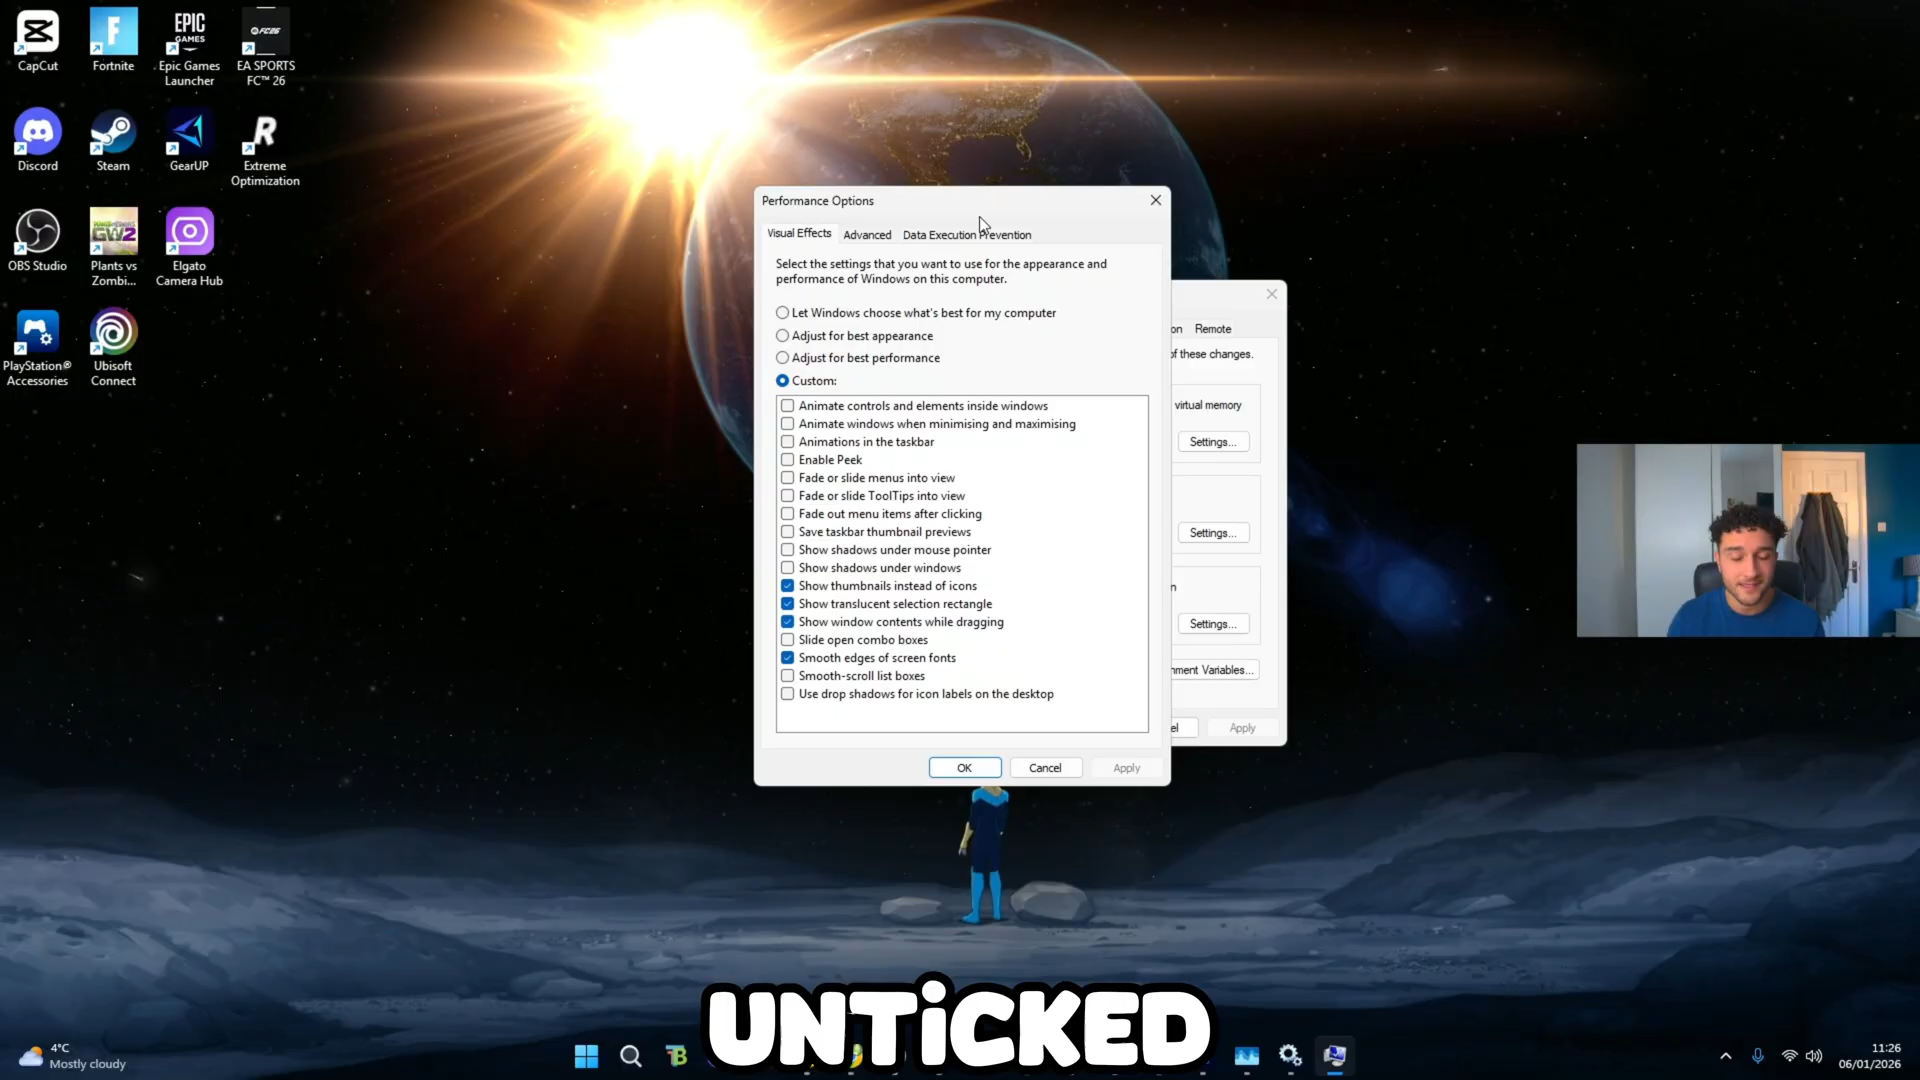 CapCut
Fortnite
EPIC
GAMES
Epic Games
Launcher
FC26
EA SPORTS
FC™ 26
Discord
Steam
GearUP
Extreme
Optimization
OBS Studio
GW2
Plants vs
Zombi...
Elgato
Camera Hub
PlayStation®
Accessories
Ubisoft
Connect
Performance Options
Visual Effects
Advanced
Data Execution Prevention
Select the settings that you want to use for the appearance and
performance of Windows on this computer.
Let Windows choose what's best for my computer
Adjust for best appearance
Adjust for best performance
Custom:
Animate controls and elements inside windows
Animate windows when minimising and maximising
Animations in the taskbar
Enable Peek
Fade or slide menus into view
Fade or slide ToolTips into view
Fade out menu items after clicking
Save taskbar thumbnail previews
Show shadows under mouse pointer
Show shadows under windows
Show thumbnails instead of icons
Show translucent selection rectangle
Show window contents while dragging
Slide open combo boxes
Smooth edges of screen fonts
Smooth-scroll list boxes
Use drop shadows for icon labels on the desktop
OK
Cancel
Apply
on
Remote
of these changes.
virtual memory
Settings...
Settings...
n
Settings...
nment Variables...
el
Apply
UNTiCKED
4°C
Mostly cloudy
11:26
06/01/2026